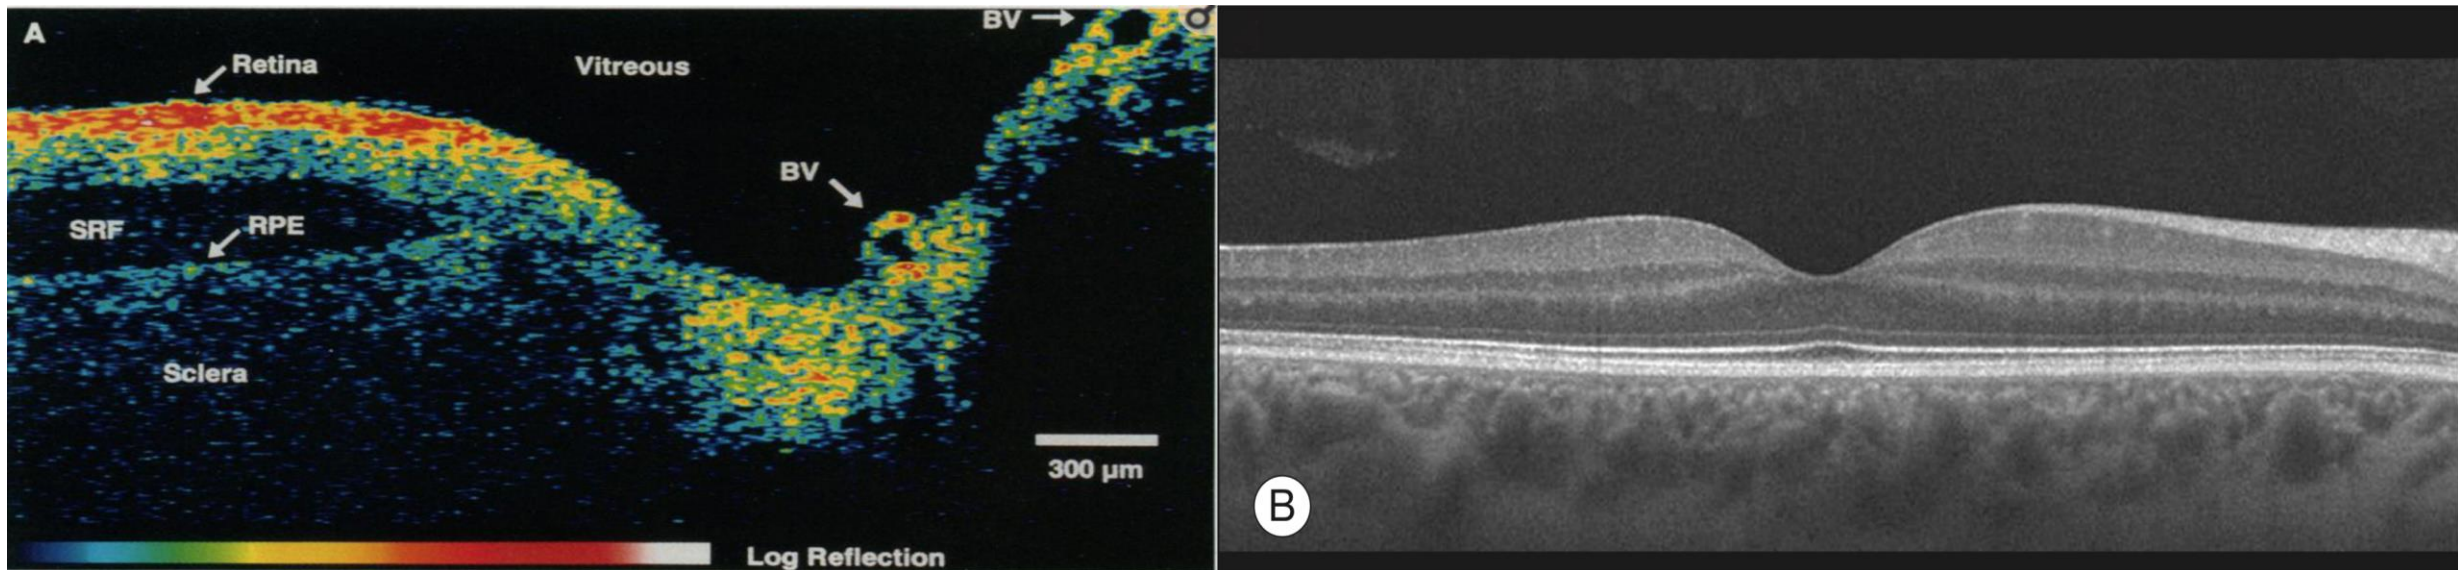 A
BV
Retina
Vitreous
BV
SRF
RPE
Sclera
300 µm
Log Reflection
B